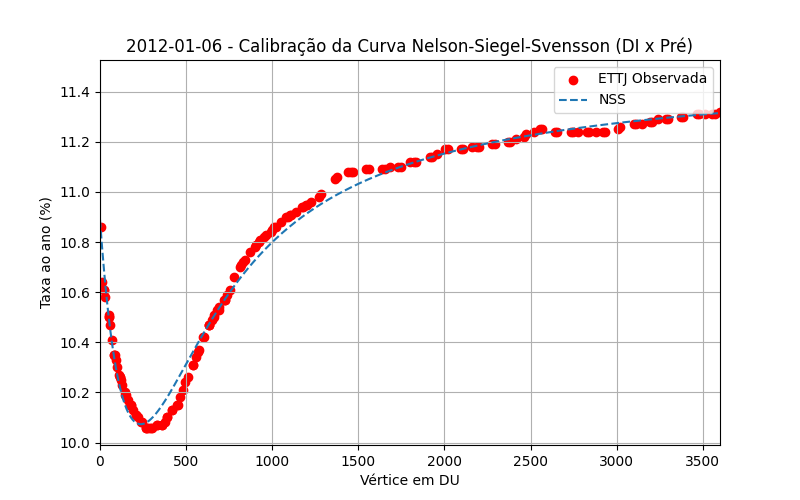 2012-01-06 - Calibração da Curva Nelson-Siegel-Svensson (DI x Pré)
ETTJ Observada
NSS
Taxa ao ano (%)
11.4
11.2
11.0
10.8
10.6
10.4
10.2
10.0
0 500 1000 1500 2000 2500 3000 3500
Vértice em DU